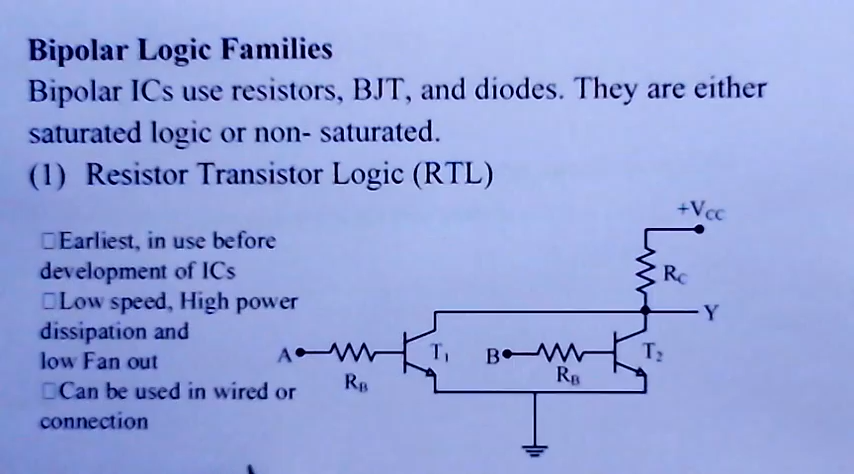 Bipolar Logic Families
Bipolar ICs use resistors, BJT, and diodes. They are either
saturated logic or non- saturated.
(1) Resistor Transistor Logic (RTL)
□Earliest, in use before
development of ICs
□Low speed, High power
dissipation and
low Fan out
□Can be used in wired or
connection
+VCC
RC
Y
A
RB
T1
B
RB
T2